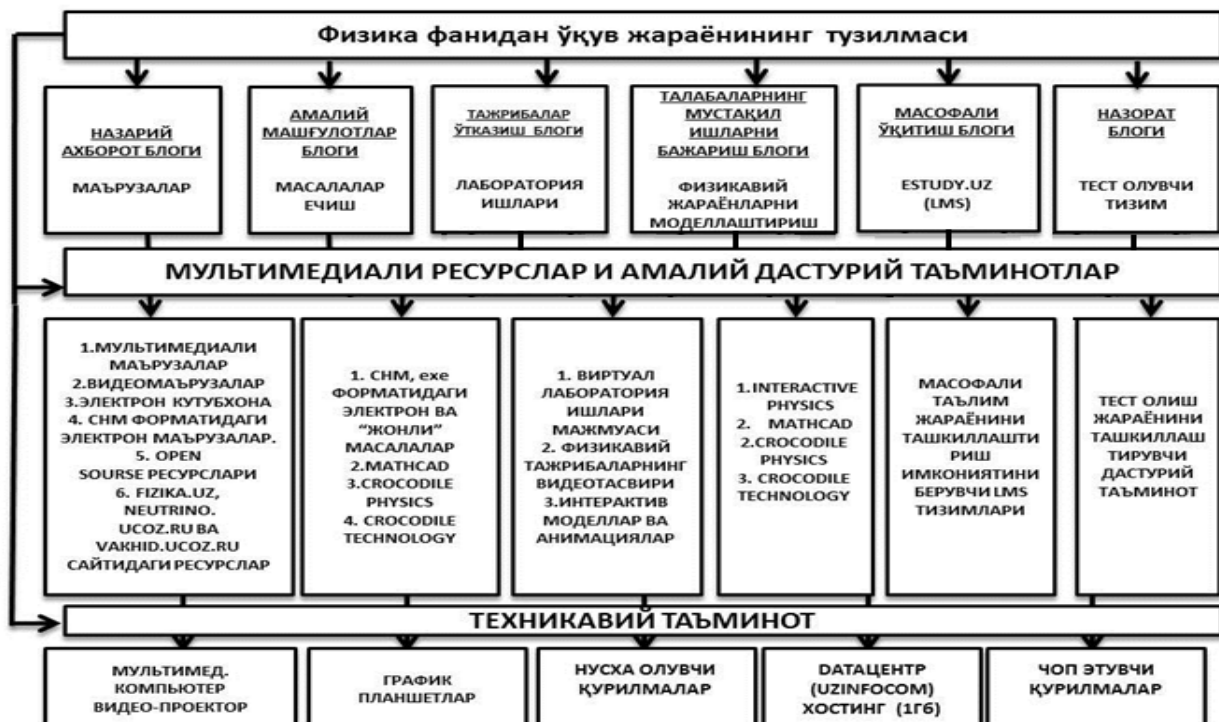 Физика фанидан ўқув жараёнининг тузилмаси
НАЗАРИЙ
АХБОРОТ БЛОГИ
МАЪРУЗАЛАР
АМАЛИЙ
МАШҒУЛОТЛАР
БЛОГИ
МАСАЛАЛАР
ЕЧИШ
ТАЖРИБАЛАР
ЎТКАЗИШ БЛОГИ
ЛАБОРАТОРИЯ
ИШЛАРИ
ТАЛАБАЛАРНИНГ
МУСТАҚИЛ
ИШЛАРНИ
БАЖАРИШ БЛОГИ
ФИЗИКАВИЙ
ЖАРАЁНЛАРНИ
МОДЕЛЛАШТИРИШ
МАСОФАЛИ
ЎҚИТИШ БЛОГИ
ESTUDY.UZ
(LMS)
НАЗОРАТ
БЛОГИ
ТЕСТ ОЛУВЧИ
ТИЗИМ
МУЛЬТИМЕДИАЛИ РЕСУРСЛАР И АМАЛИЙ ДАСТУРИЙ ТАЪМИНОТЛАР
1.МУЛЬТИМЕДИАЛИ
МАЪРУЗАЛАР
2.ВИДЕОМАЪРУЗАЛАР
3.ЭЛЕКТРОН КУТУБХОНА
4. CHM ФОРМАТИДАГИ
ЭЛЕКТРОН МАЪРУЗАЛАР.
5. OPEN
SOURSE РЕСУРСЛАРИ
6. FIZIKA.UZ,
NEUTRINO.
UCOZ.RU ВА
VAKHID.UCOZ.RU
САЙТИДАГИ РЕСУРСЛАР
1. CHM, exe
ФОРМАТИДАГИ
ЭЛЕКТРОН ВА
“ЖОНЛИ”
МАСАЛАЛАР
2.MATHCAD
3.CROCODILE
PHYSICS
4. CROCODILE
TECHNOLOGY
1. ВИРТУАЛ
ЛАБОРАТОРИЯ
ИШЛАРИ
МАЖМУАСИ
2. ФИЗИКАВИЙ
ТАЖРИБАЛАРНИНГ
ВИДЕОТАСВИРИ
3.ИНТЕРАКТИВ
МОДЕЛЛАР ВА
АНИМАЦИЯЛАР
1.INTERACTIVE
PHYSICS
2. MATHCAD
2.CROCODILE
PHYSICS
3. CROCODILE
TECHNOLOGY
МАСОФАЛИ
ТАЪЛИМ
ЖАРАЁНИНИ
ТАШКИЛЛАШТИ
РИШ
ИМКОНИЯТИНИ
БЕРУВЧИ LMS
ТИЗИМЛАРИ
ТЕСТ ОЛИШ
ЖАРАЁНИНИ
ТАШКИЛЛАШ
ТИРУВЧИ
ДАСТУРИЙ
ТАЪМИНОТ
ТЕХНИКАВИЙ ТАЪМИНОТ
МУЛЬТИМЕД.
КОМПЬЮТЕР
ВИДЕО-ПРОЕКТОР
ГРАФИК
ПЛАНШЕТЛАР
НУСХА ОЛУВЧИ
ҚУРИЛМАЛАР
DATAЦЕНТР
(UZINFOCOM)
ХОСТИНГ (1Гб)
ЧОП ЭТУВЧИ
ҚУРИЛМАЛАР